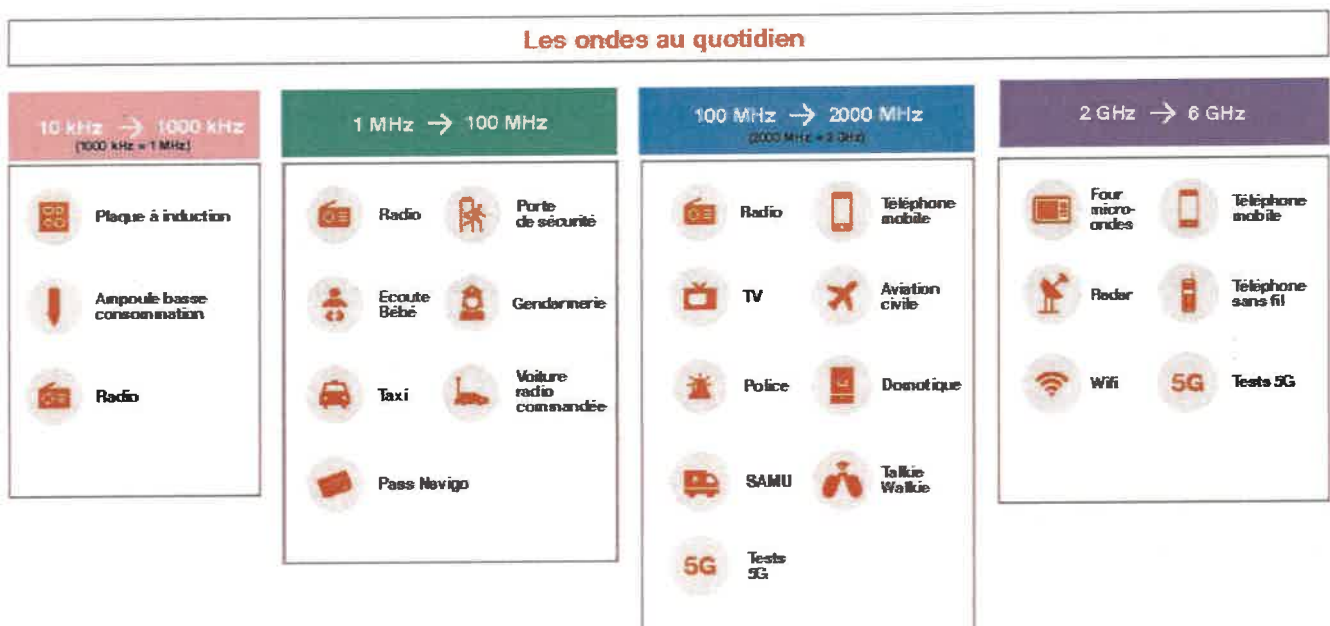 Les ondes au quotidien
10 kHz → 1000 kHz
(1000 kHz = 1 MHz)
Plaque à induction
Ampoule basse
consommation
Radio
1 MHz → 100 MHz
Radio
Porte
de sécurité
Ecoute
Bébé
Gendarmerie
Taxi
Voiture
radio
commandée
Pass Navigo
100 MHz → 2000 MHz
(2000 MHz = 2 GHz)
Radio
Téléphone
mobile
TV
Aviation
civile
Police
Domotique
SAMU
Talkie
Walkie
5G
Tests
5G
2 GHz → 6 GHz
Four
micro-
ondes
Téléphone
mobile
Radar
Téléphone
sans fil
Wifi
5G
Tests 5G